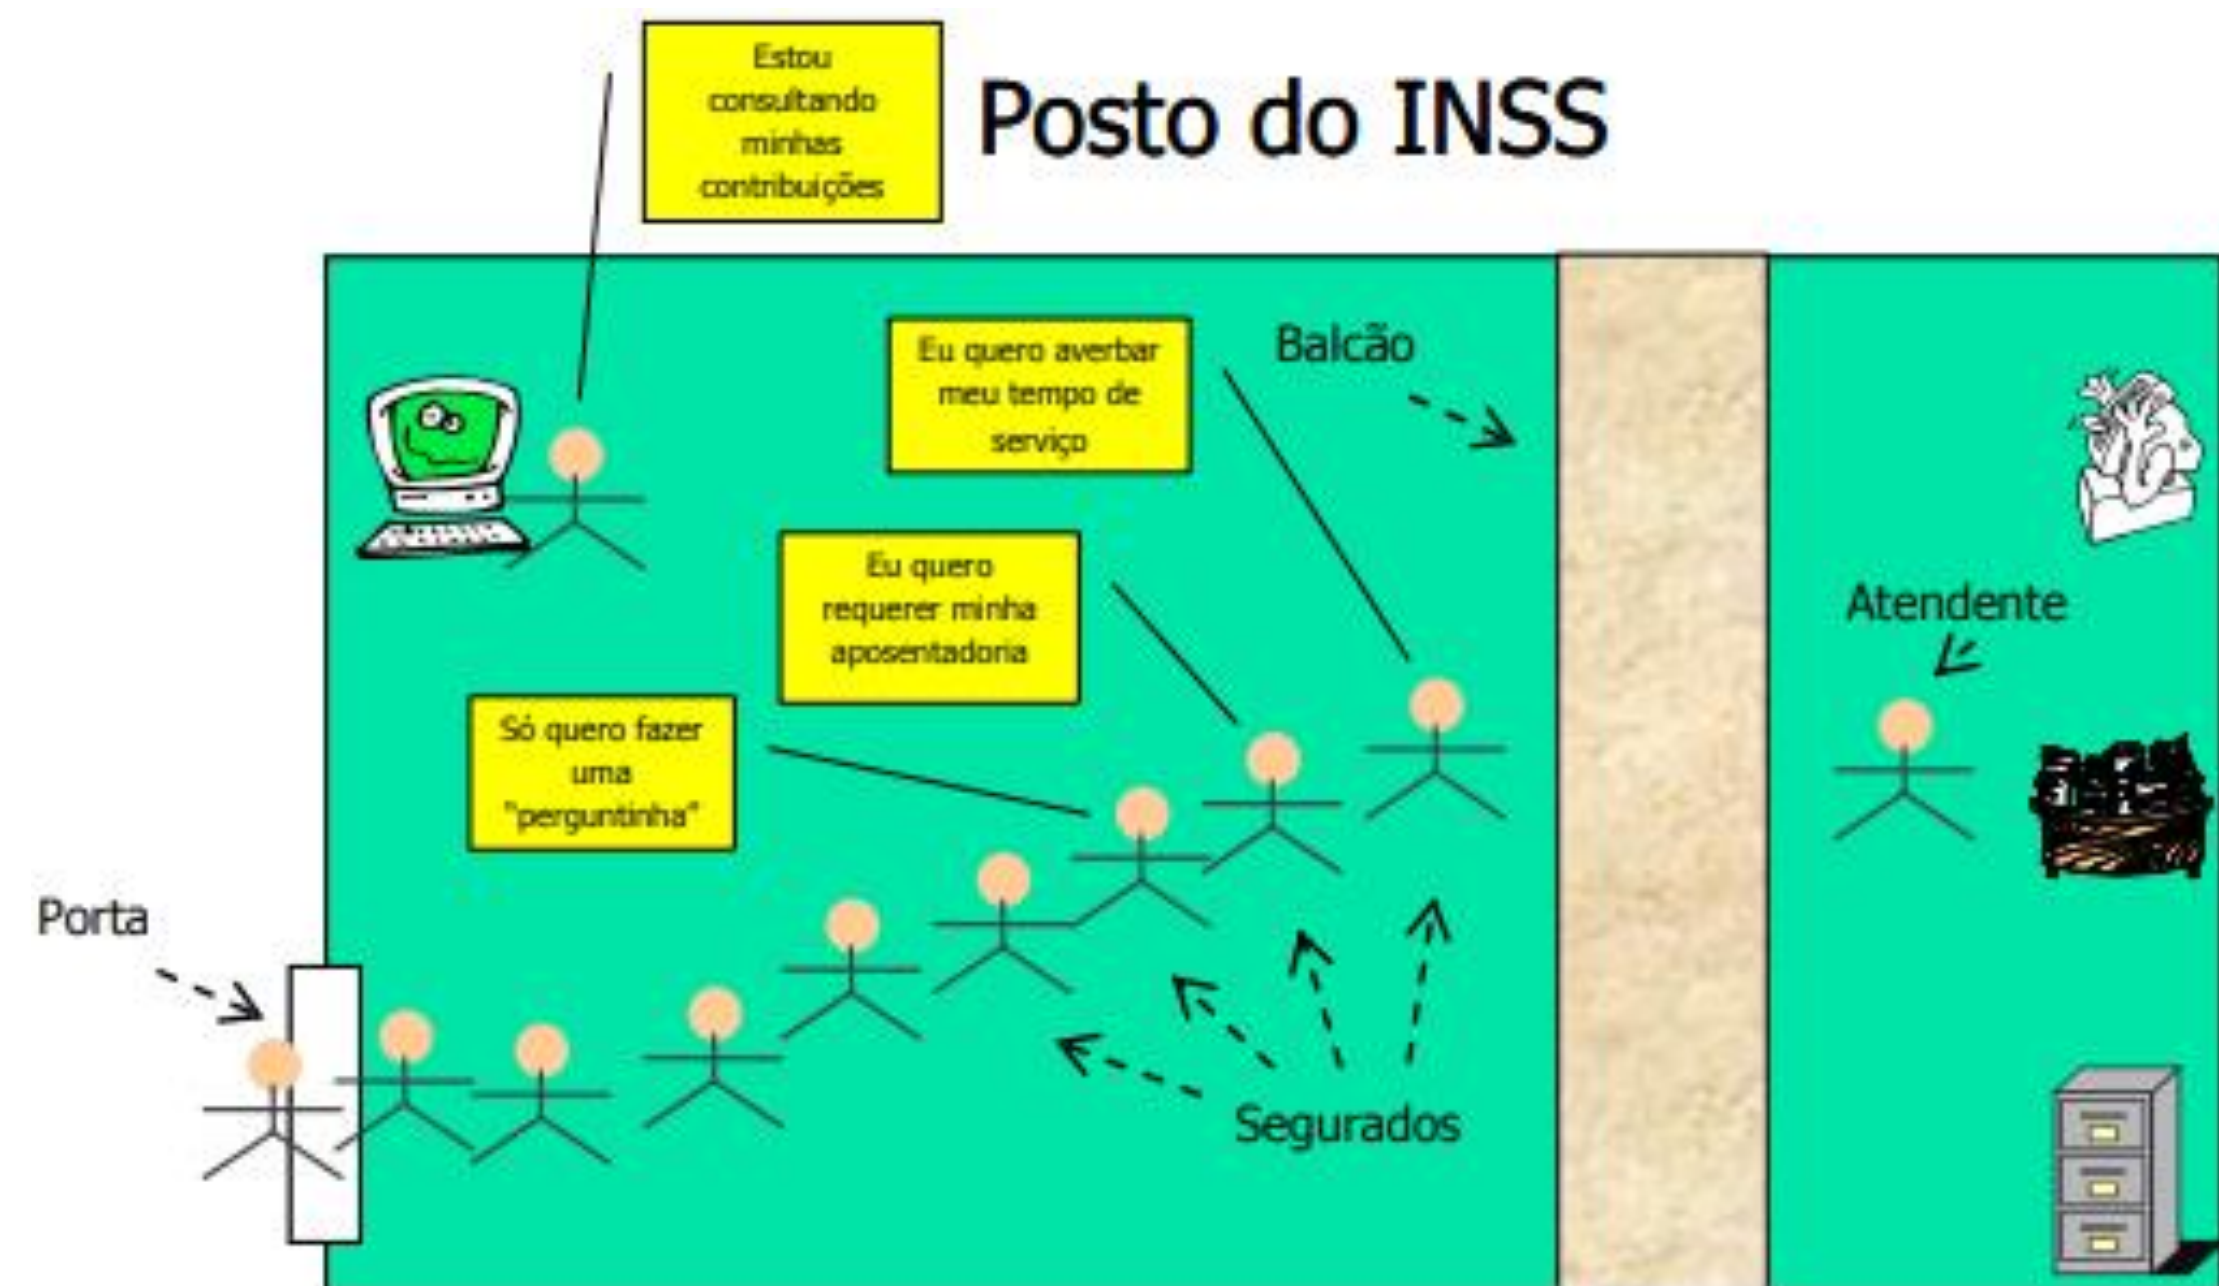 Estou
consultando
minhas
contribuições
Posto do INSS
Eu quero averbar
meu tempo de
serviço
Balcão
Eu quero
requerer minha
aposentadoria
Atendente
Só quero fazer
uma
"perguntinha"
Porta
Segurados